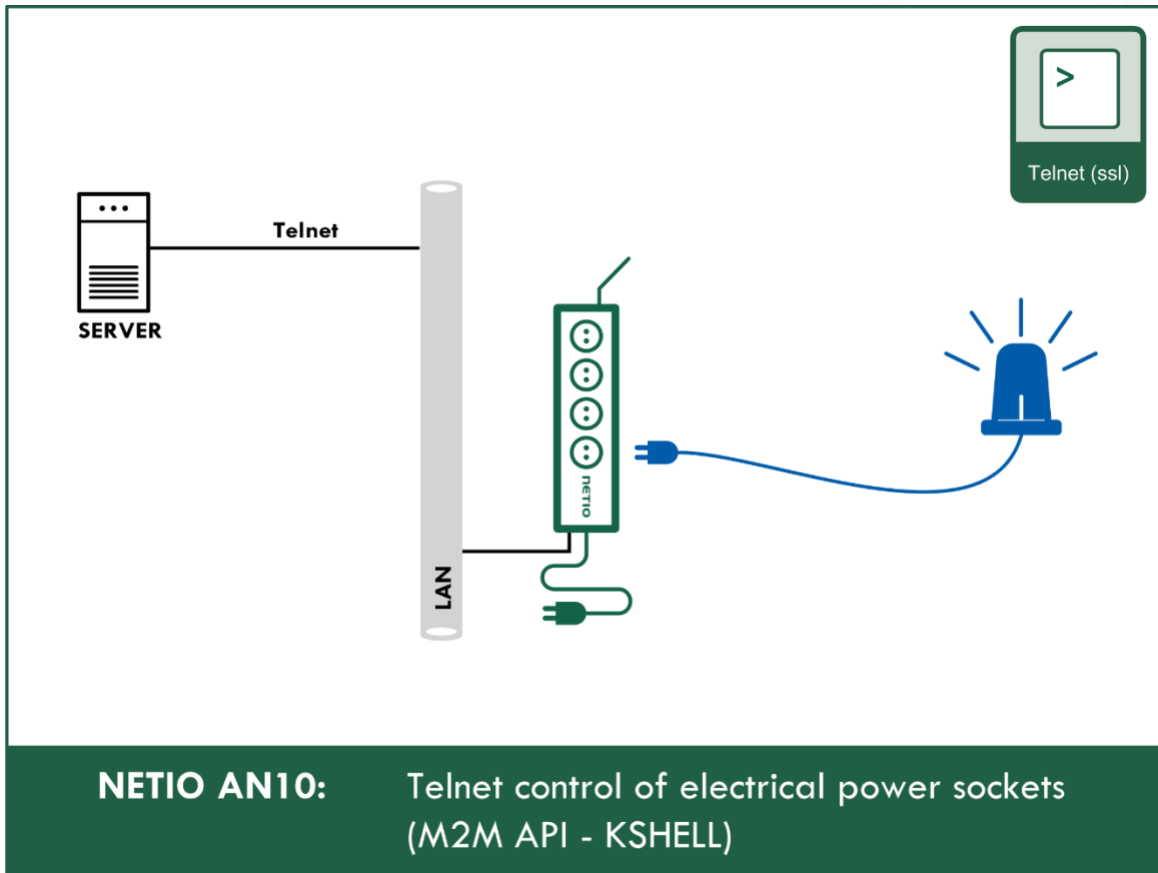 >
Telnet (ssl)
Telnet
SERVER
NETIO
LAN
NETIO AN10: Telnet control of electrical power sockets
(M2M API - KSHELL)